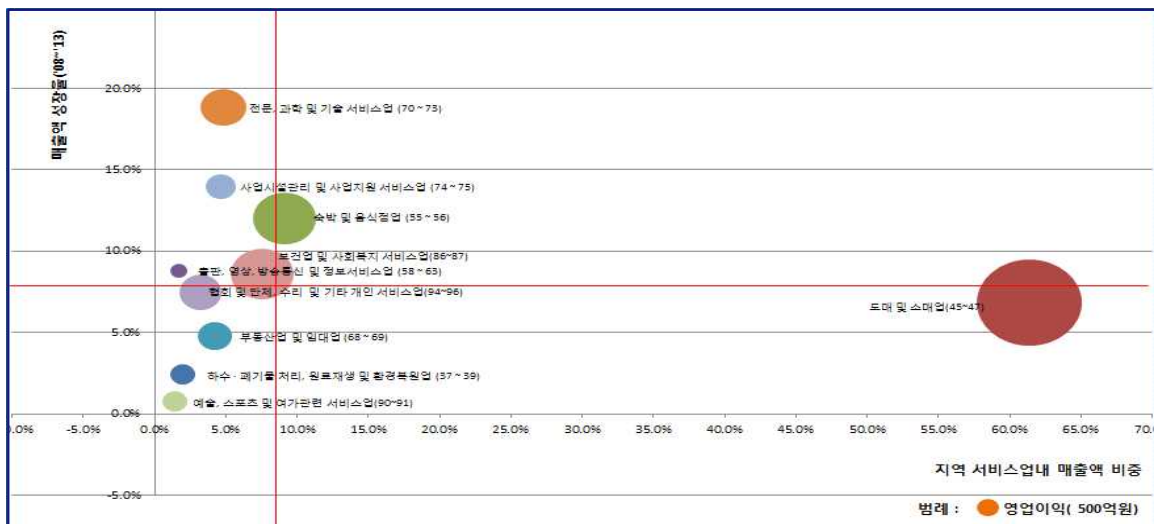 매출액 성장률('08~'13)
20.0%
전문, 과학 및 기술 서비스업 (70 ~ 73)
15.0%
사업시설관리 및 사업지원 서비스업 (74 ~ 75)
숙박 및 음식점업 (55 ~ 56)
10.0%
보건업 및 사회복지 서비스업(86~87)
출판, 영상, 방송통신 및 정보서비스업 (58 ~ 63)
협회 및 단체, 수리 및 기타 개인 서비스업(94~96)
도매 및 소매업(45~47)
5.0%
부동산업 및 임대업 (68 ~ 69)
하수 · 폐기물 처리, 원료재생 및 환경복원업 (37 ~ 39)
예술, 스포츠 및 여가관련 서비스업(90~91)
0.0%
0.0% -5.0% 0.0% 5.0% 10.0% 15.0% 20.0% 25.0% 30.0% 35.0% 40.0% 45.0% 50.0% 55.0% 60.0% 65.0% 70.
지역 서비스업내 매출액 비중
-5.0%
범례 : 영업이익( 500억원)